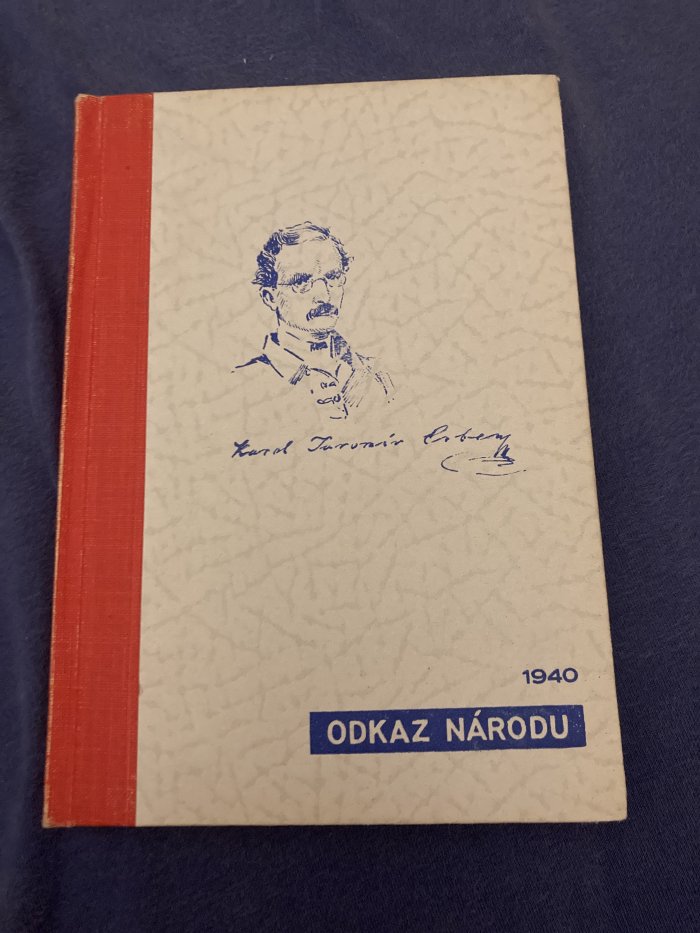 Karel Jaromír Erben
1940
ODKAZ NÁRODU